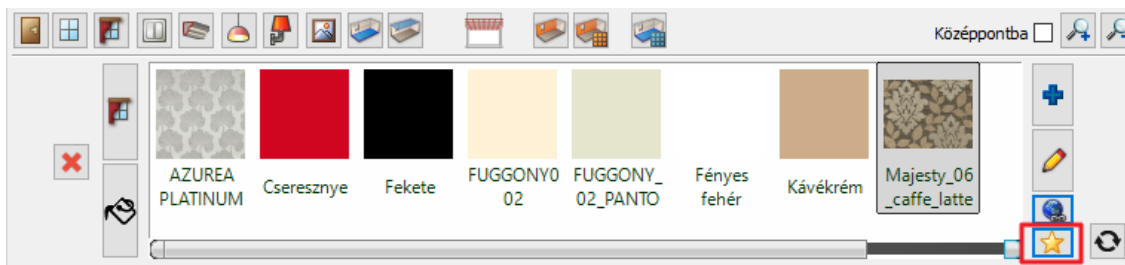 Középpontba
AZUREA
PLATINUM
Cseresznye
Fekete
FUGGONY0
02
FUGGONY_
02_PANTO
Fényes
fehér
Kávékrém
Majesty_06
_caffe_latte